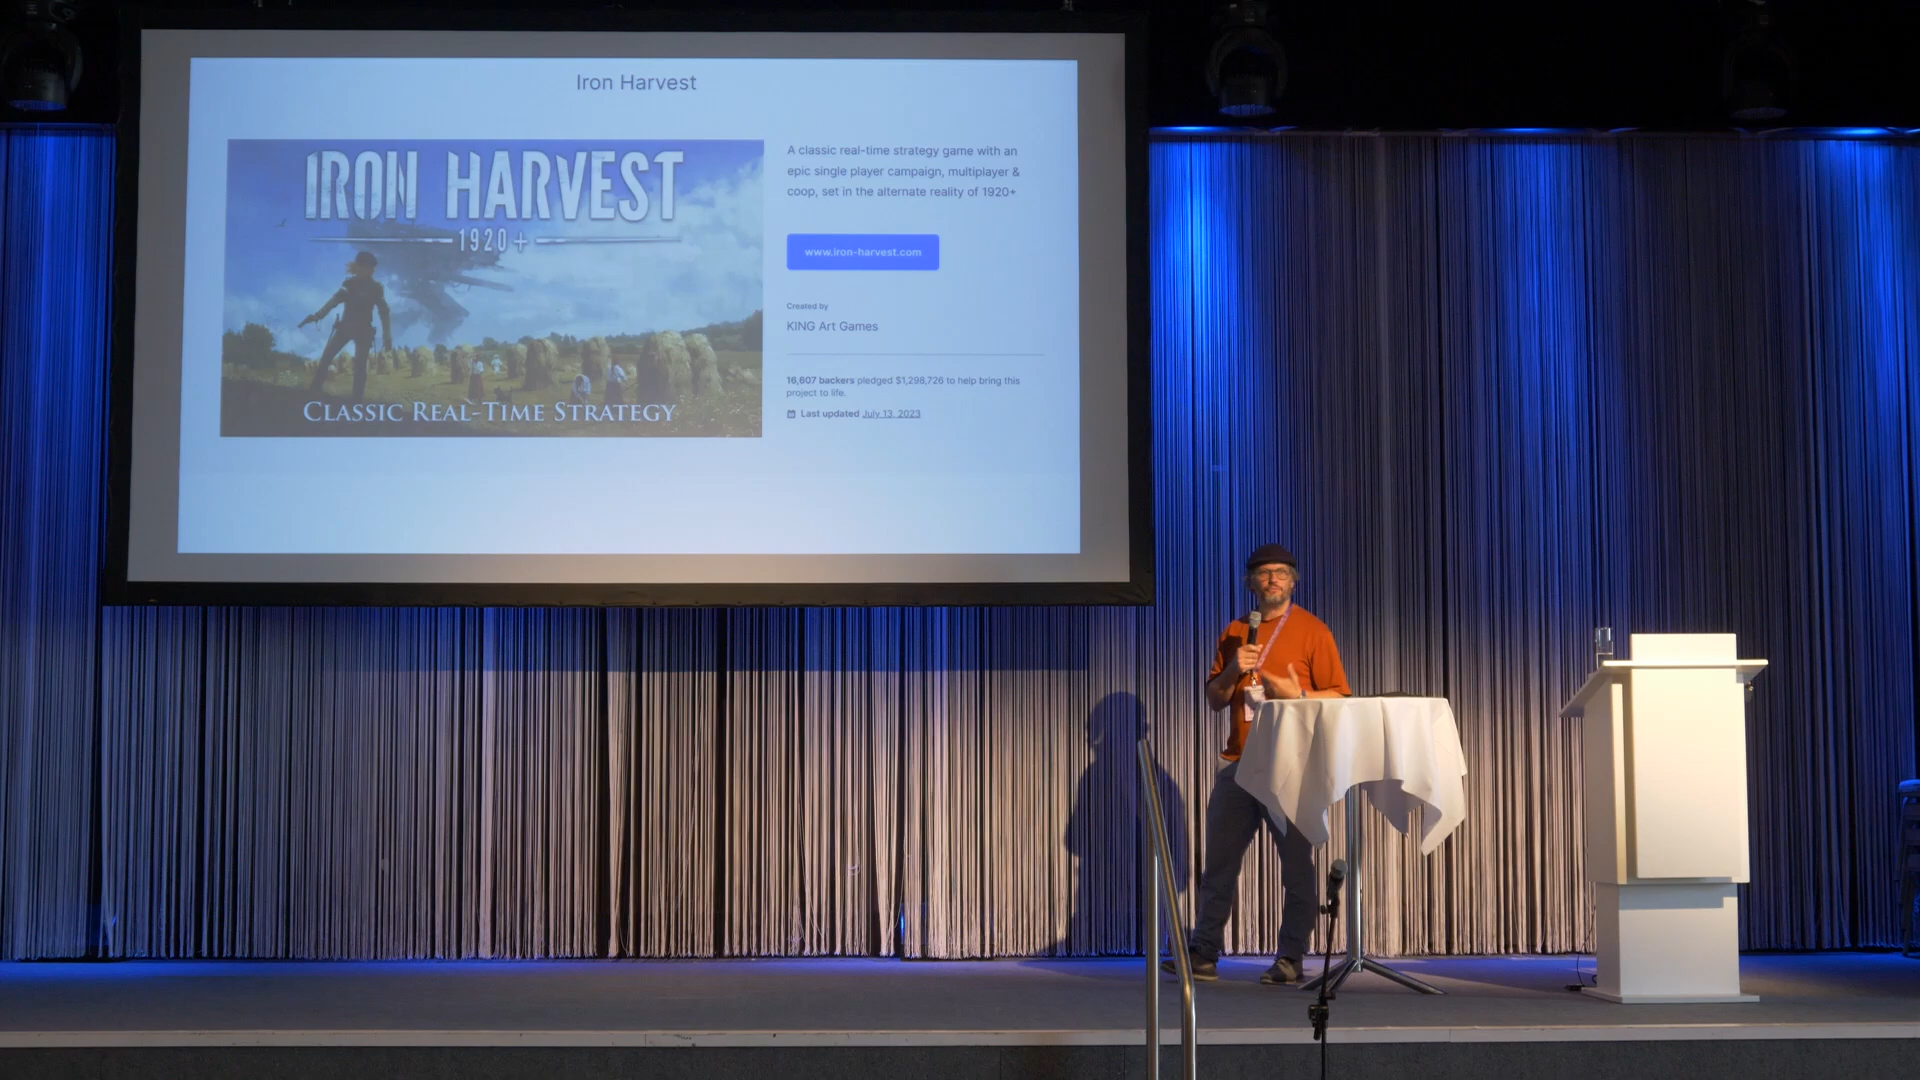 Iron Harvest
IRON HARVEST
1920+
CLASSIC REAL-TIME STRATEGY
A classic real-time strategy game with an
epic single player campaign, multiplayer &
coop, set in the alternate reality of 1920+
www.iron-harvest.com
Created by
KING Art Games
16,607 backers pledged $1,298,726 to help bring this
project to life.
Last updated July 13, 2023